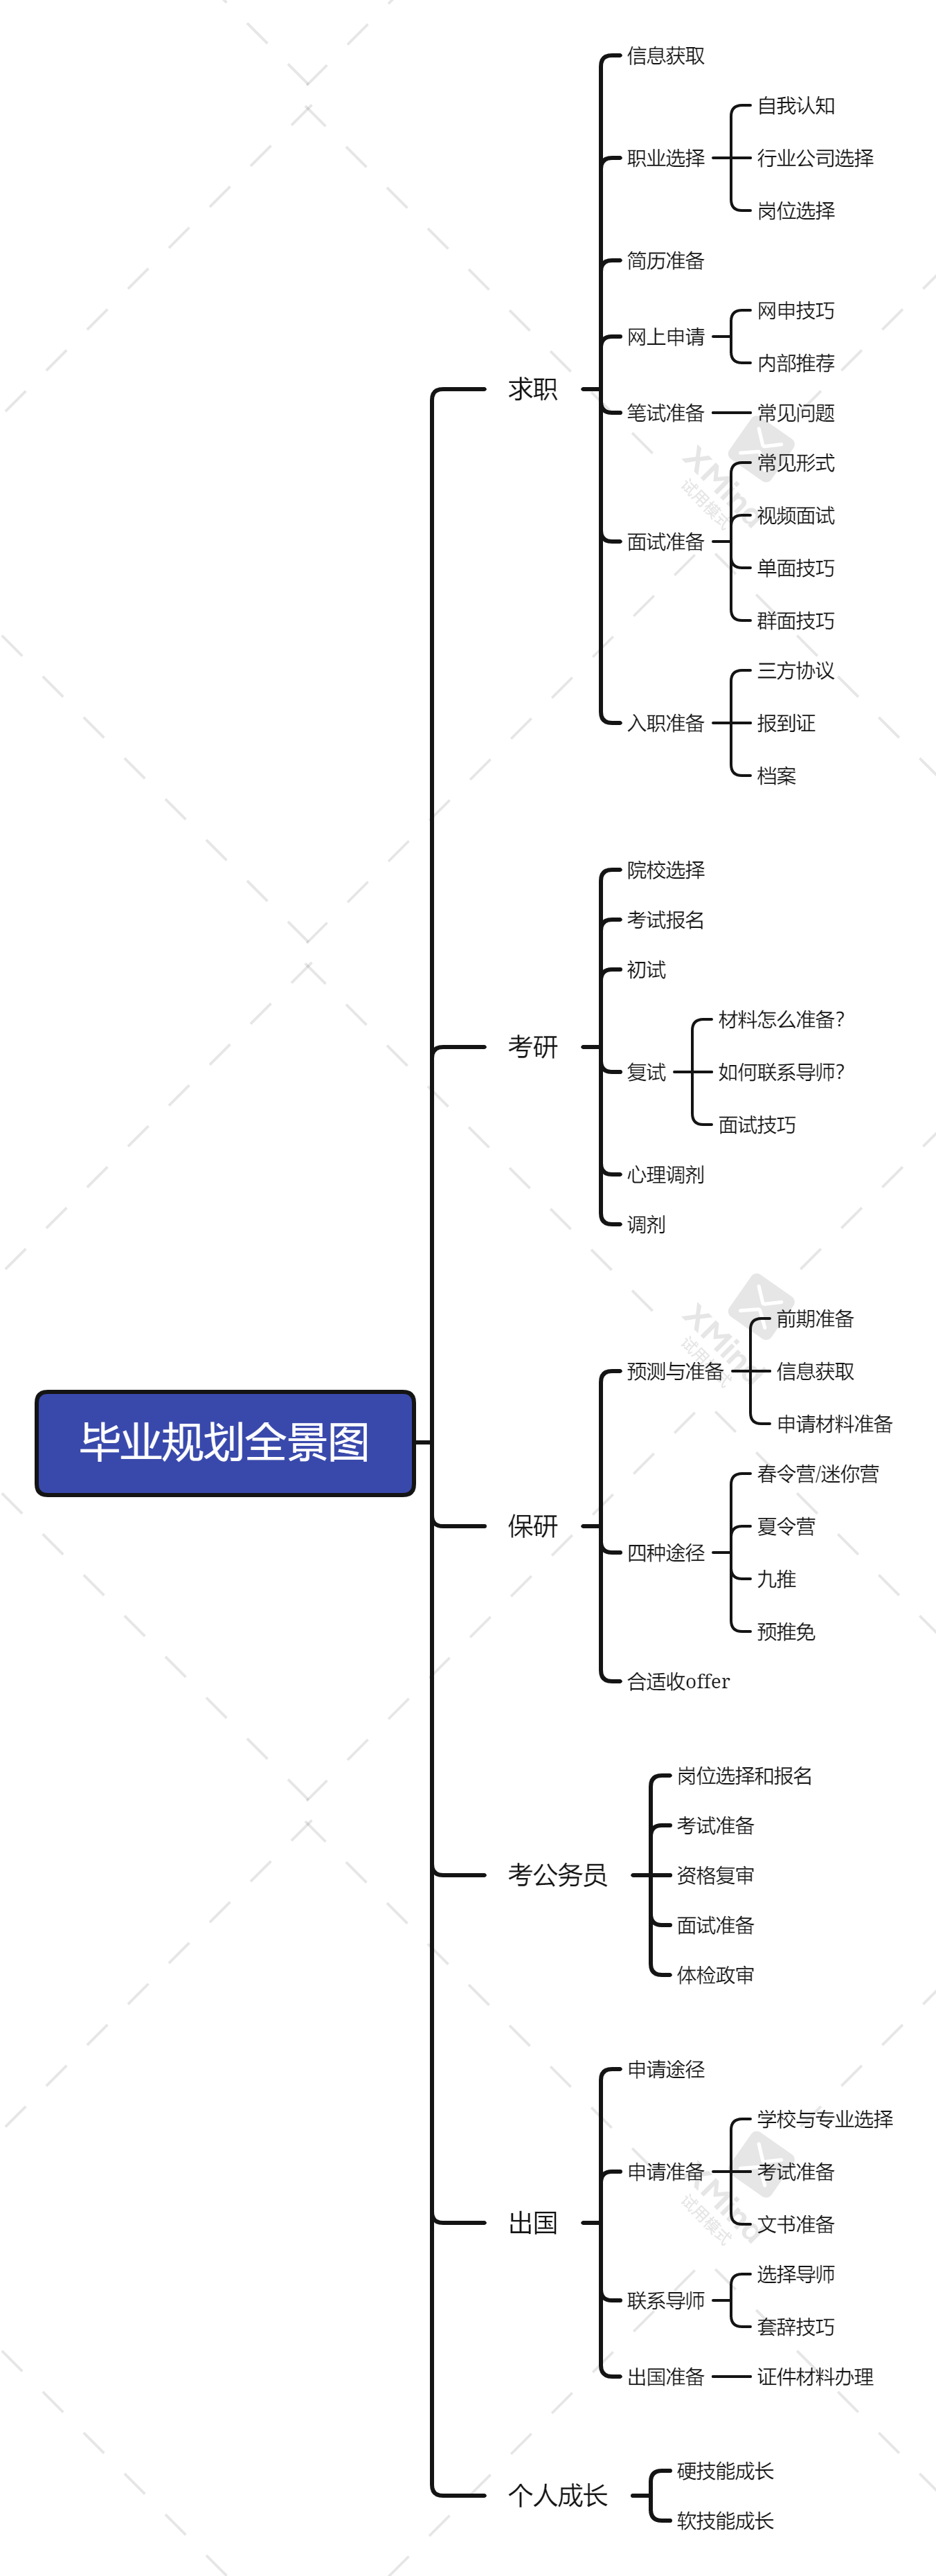 信息获取
自我认知
职业选择
行业公司选择
岗位选择
简历准备
网申技巧
网上申请
内部推荐
求职
笔试准备
常见问题
常见形式
视频面试
面试准备
单面技巧
群面技巧
三方协议
入职准备
报到证
档案
院校选择
考试报名
初试
材料怎么准备?
考研
复试
如何联系导师?
面试技巧
心理调剂
调剂
前期准备
预测与准备
信息获取
申请材料准备
毕业规划全景图
春令营/迷你营
保研
夏令营
四种途径
九推
预推免
合适收offer
岗位选择和报名
考试准备
考公务员
资格复审
面试准备
体检政审
申请途径
学校与专业选择
申请准备
考试准备
文书准备
出国
选择导师
联系导师
套辞技巧
出国准备
证件材料办理
硬技能成长
个人成长
软技能成长
XMind
试用模式
XMind
试用模式
XMind
试用模式